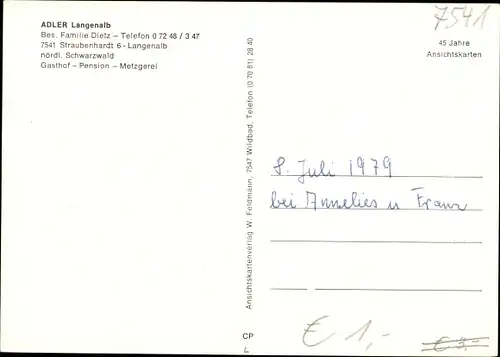 ADLER Langenalb
Bes. Familie Dietz – Telefon 0 72 48 / 3 47
7541 Straubenhardt 6 - Langenalb
nördl. Schwarzwald
Gasthof – Pension – Metzgerei
7541
45 Jahre
Ansichtskarten
Ansichtskartenverlag W. Feldmann, 7547 Wildbad, Telefon (0 70 81) 28 40
8. Juli 1979
bei Annelies u Franz
CP
€ 1,-